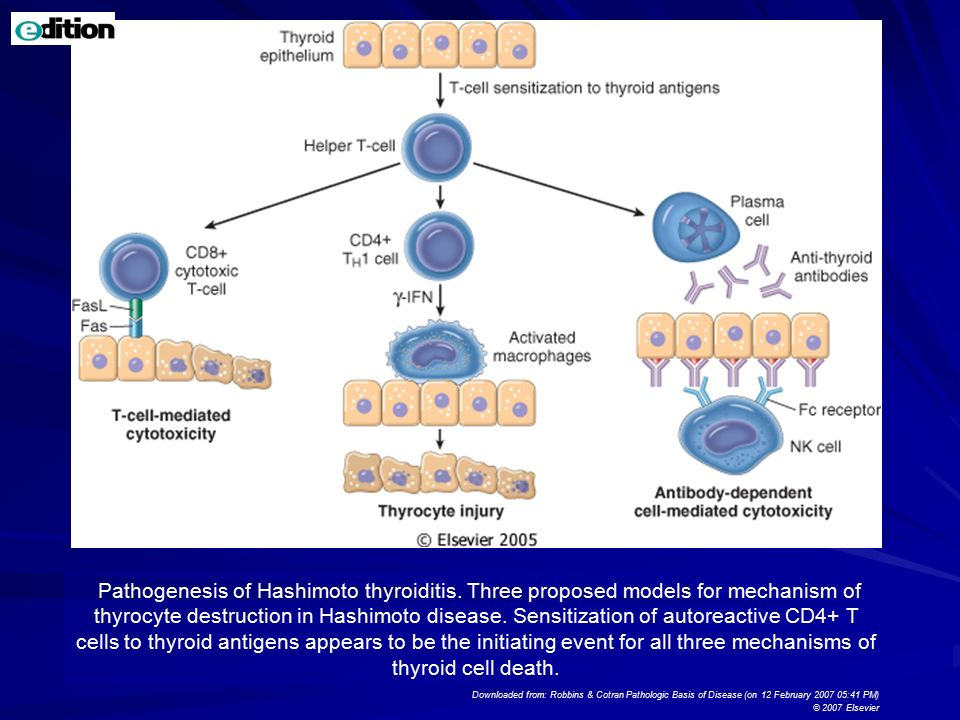 edition
Thyroid
epithelium
T-cell sensitization to thyroid antigens
Helper T-cell
CD8+
cytotoxic
T-cell
FasL
Fas
T-cell-mediated
cytotoxicity
CD4+
TH1 cell
γ-IFN
Activated
macrophages
Thyrocyte injury
Plasma
cell
Anti-thyroid
antibodies
Fc receptor
NK cell
Antibody-dependent
cell-mediated cytotoxicity
© Elsevier 2005
Pathogenesis of Hashimoto thyroiditis. Three proposed models for mechanism of
thyrocyte destruction in Hashimoto disease. Sensitization of autoreactive CD4+ T
cells to thyroid antigens appears to be the initiating event for all three mechanisms of
thyroid cell death.
Downloaded from: Robbins & Cotran Pathologic Basis of Disease (on 12 February 2007 05:41 PM)
© 2007 Elsevier